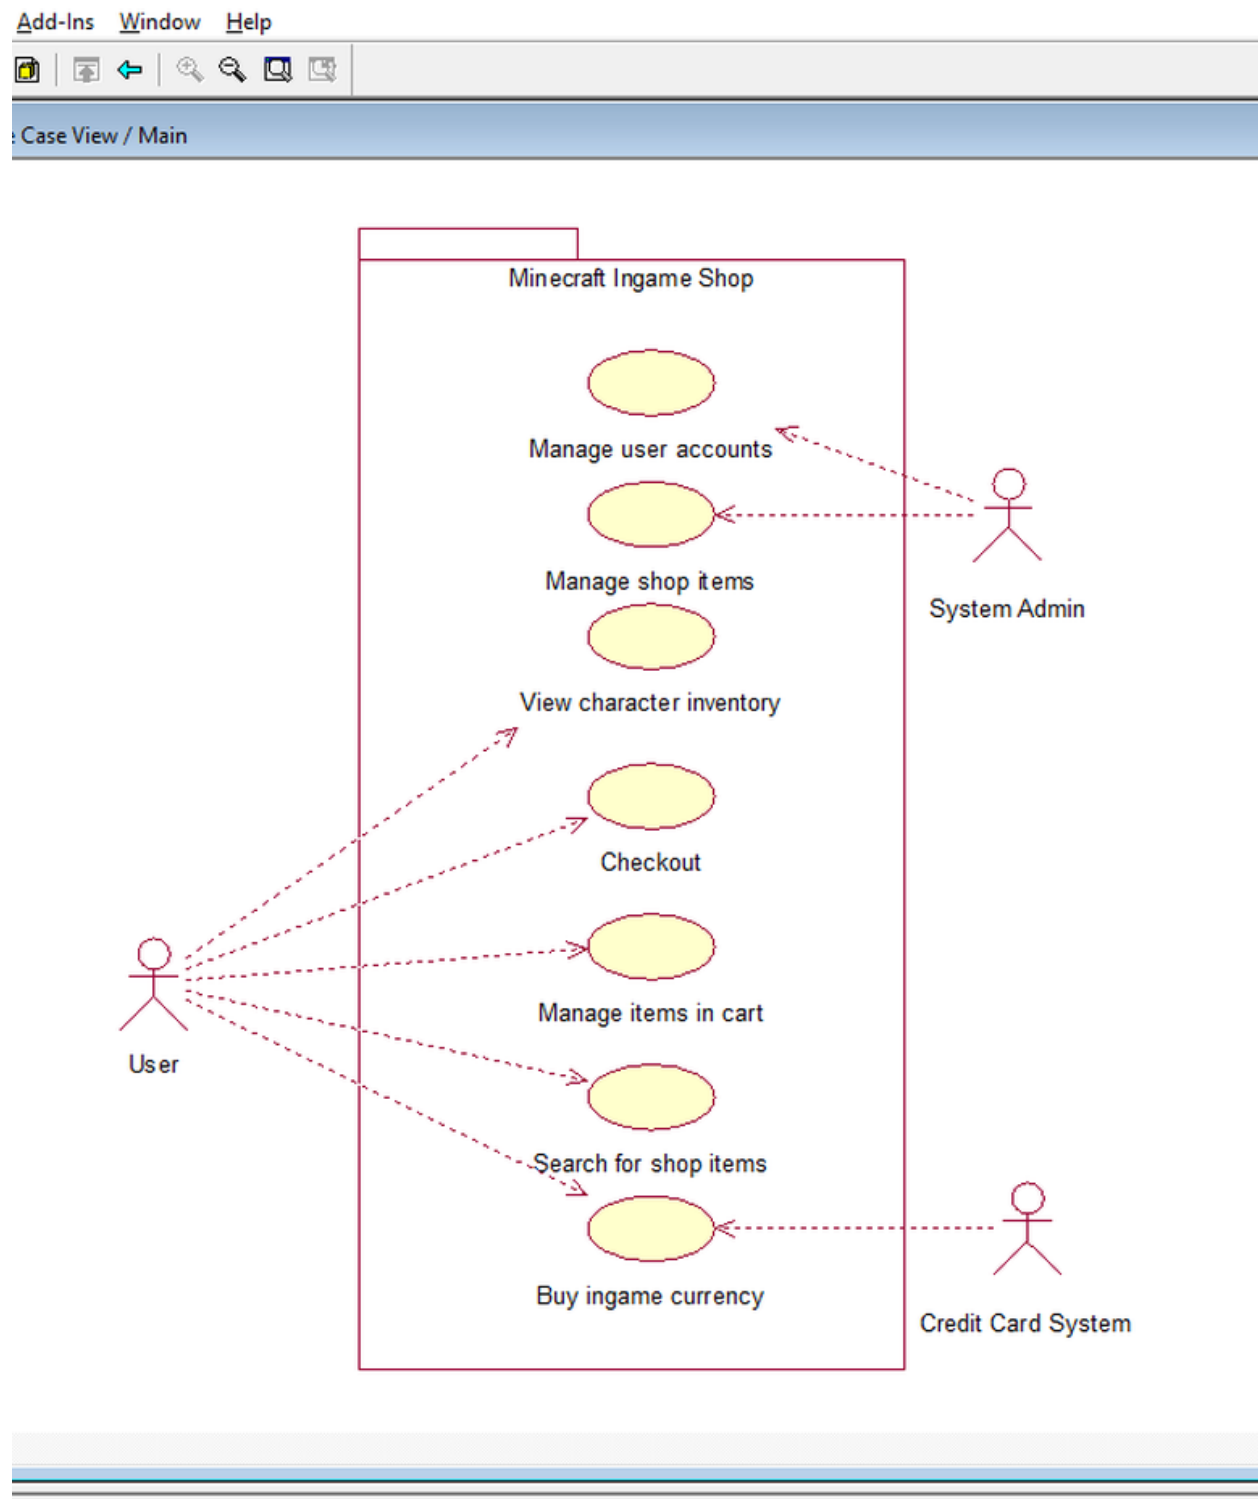 Add-Ins Window Help
Case View / Main
Minecraft Ingame Shop
Manage user accounts
Manage shop items
System Admin
View character inventory
Checkout
Manage items in cart
User
Search for shop items
Buy ingame currency
Credit Card System